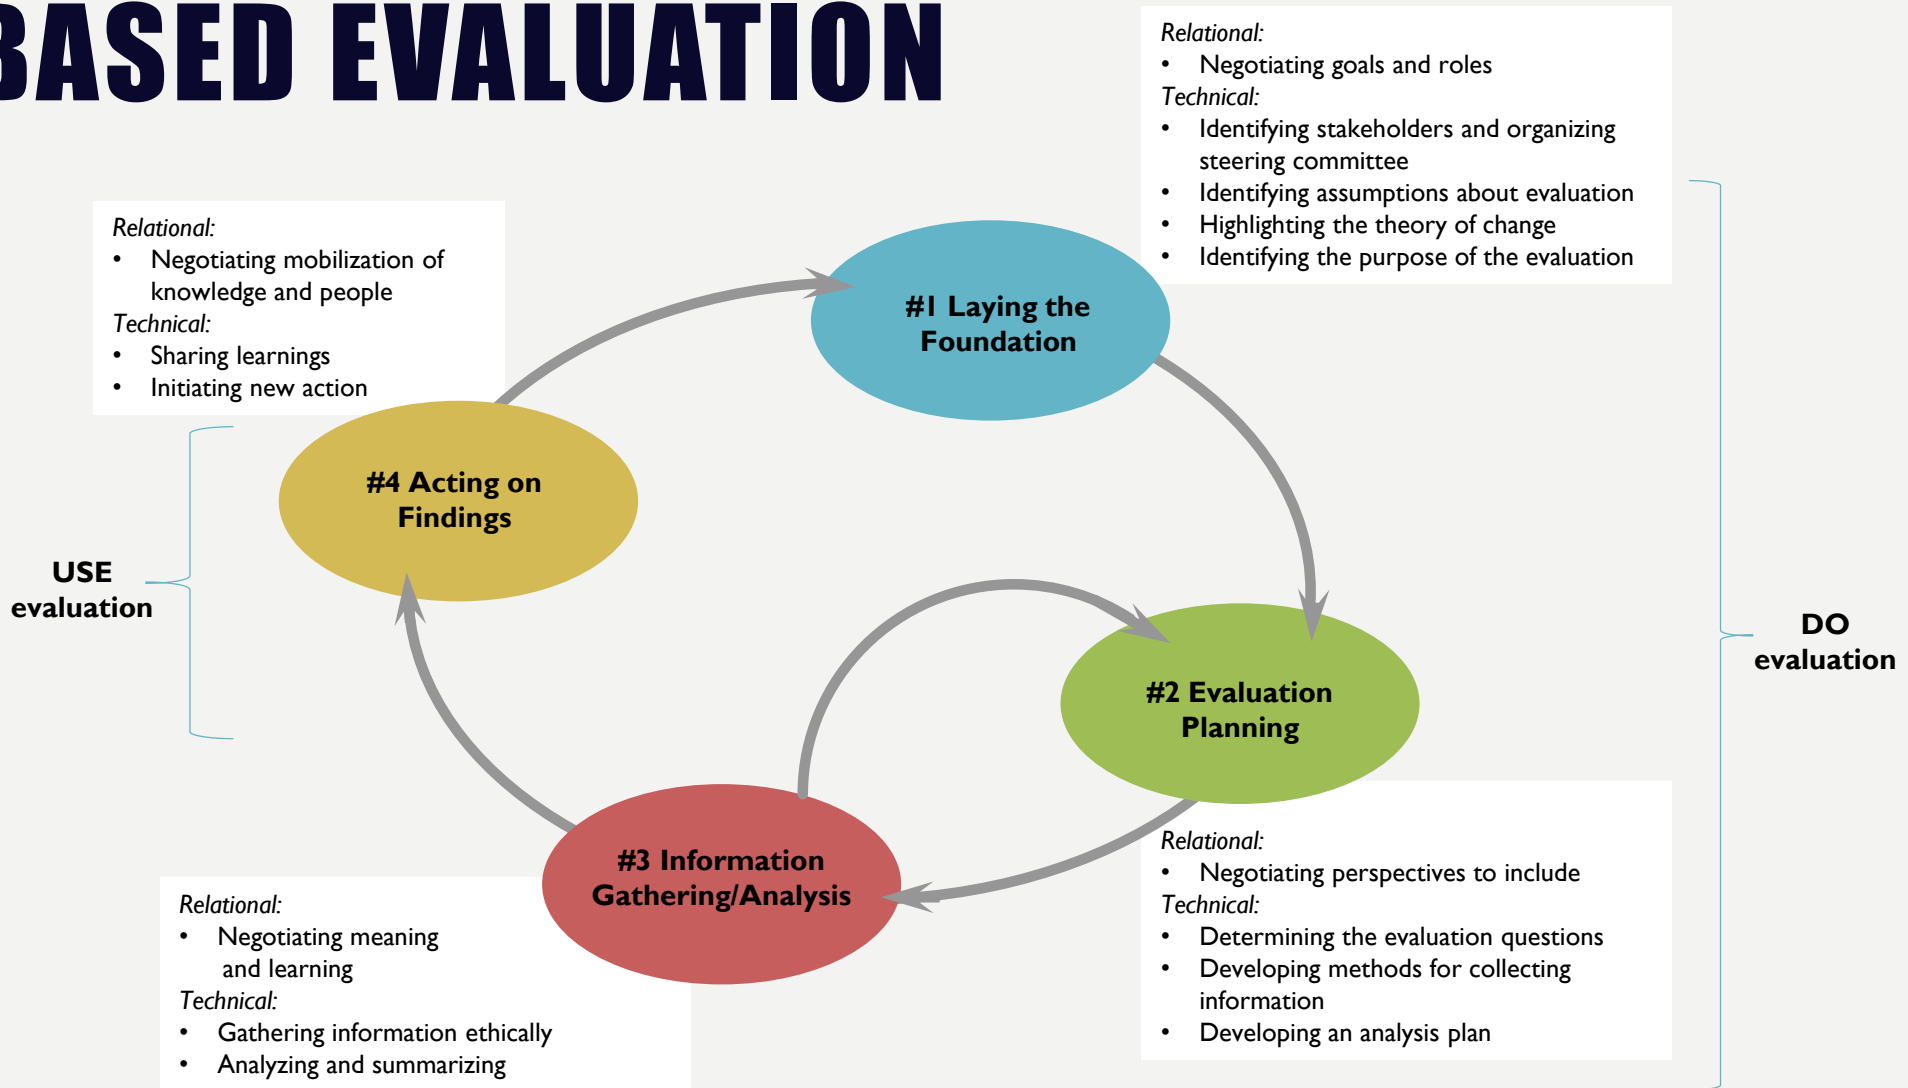 BASED EVALUATION
Relational:
• Negotiating goals and roles
Technical:
• Identifying stakeholders and organizing
steering committee
• Identifying assumptions about evaluation
• Highlighting the theory of change
• Identifying the purpose of the evaluation
Relational:
• Negotiating mobilization of
knowledge and people
Technical:
• Sharing learnings
• Initiating new action
#1 Laying the
Foundation
#4 Acting on
Findings
USE
evaluation
DO
evaluation
#2 Evaluation
Planning
#3 Information
Gathering/Analysis
Relational:
• Negotiating perspectives to include
Technical:
• Determining the evaluation questions
• Developing methods for collecting
information
• Developing an analysis plan
Relational:
• Negotiating meaning
and learning
Technical:
• Gathering information ethically
• Analyzing and summarizing